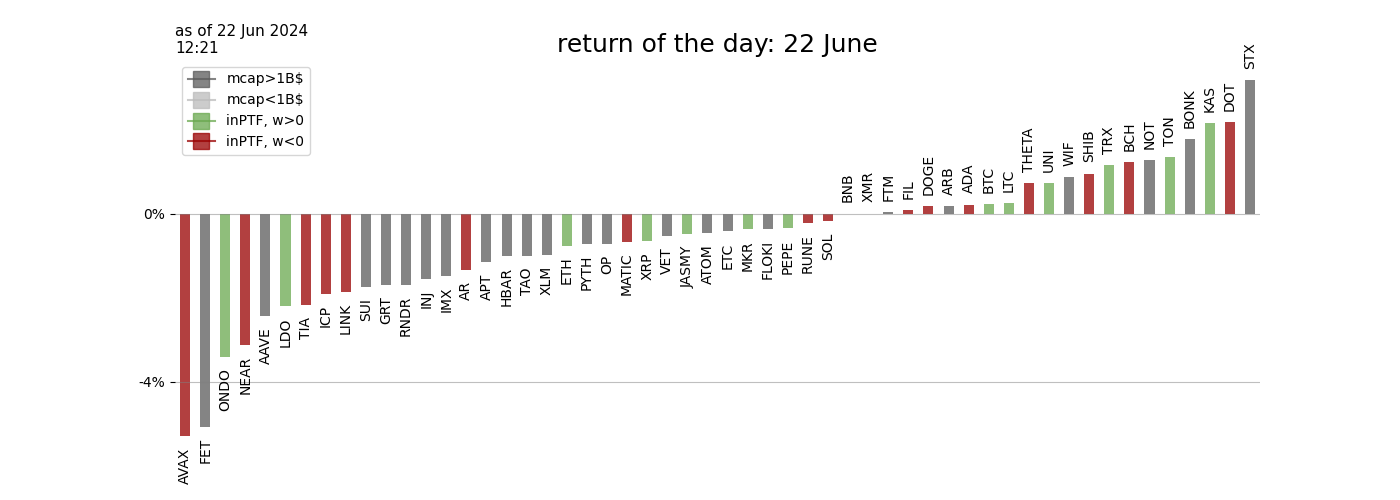 as of 22 Jun 2024
12:21
return of the day: 22 June
mcap>1B$
mcap<1B$
inPTF, w>0
inPTF, w<0
0%
-4%
AVAX
FET
ONDO
NEAR
AAVE
LDO
TIA
ICP
LINK
SUI
GRT
RNDR
INJ
IMX
AR
APT
HBAR
TAO
XLM
ETH
PYTH
OP
MATIC
XRP
VET
JASMY
ATOM
ETC
MKR
FLOKI
PEPE
RUNE
SOL
BNB
XMR
FTM
FIL
DOGE
ARB
ADA
BTC
LTC
THETA
UNI
WIF
SHIB
TRX
BCH
NOT
TON
BONK
KAS
DOT
STX